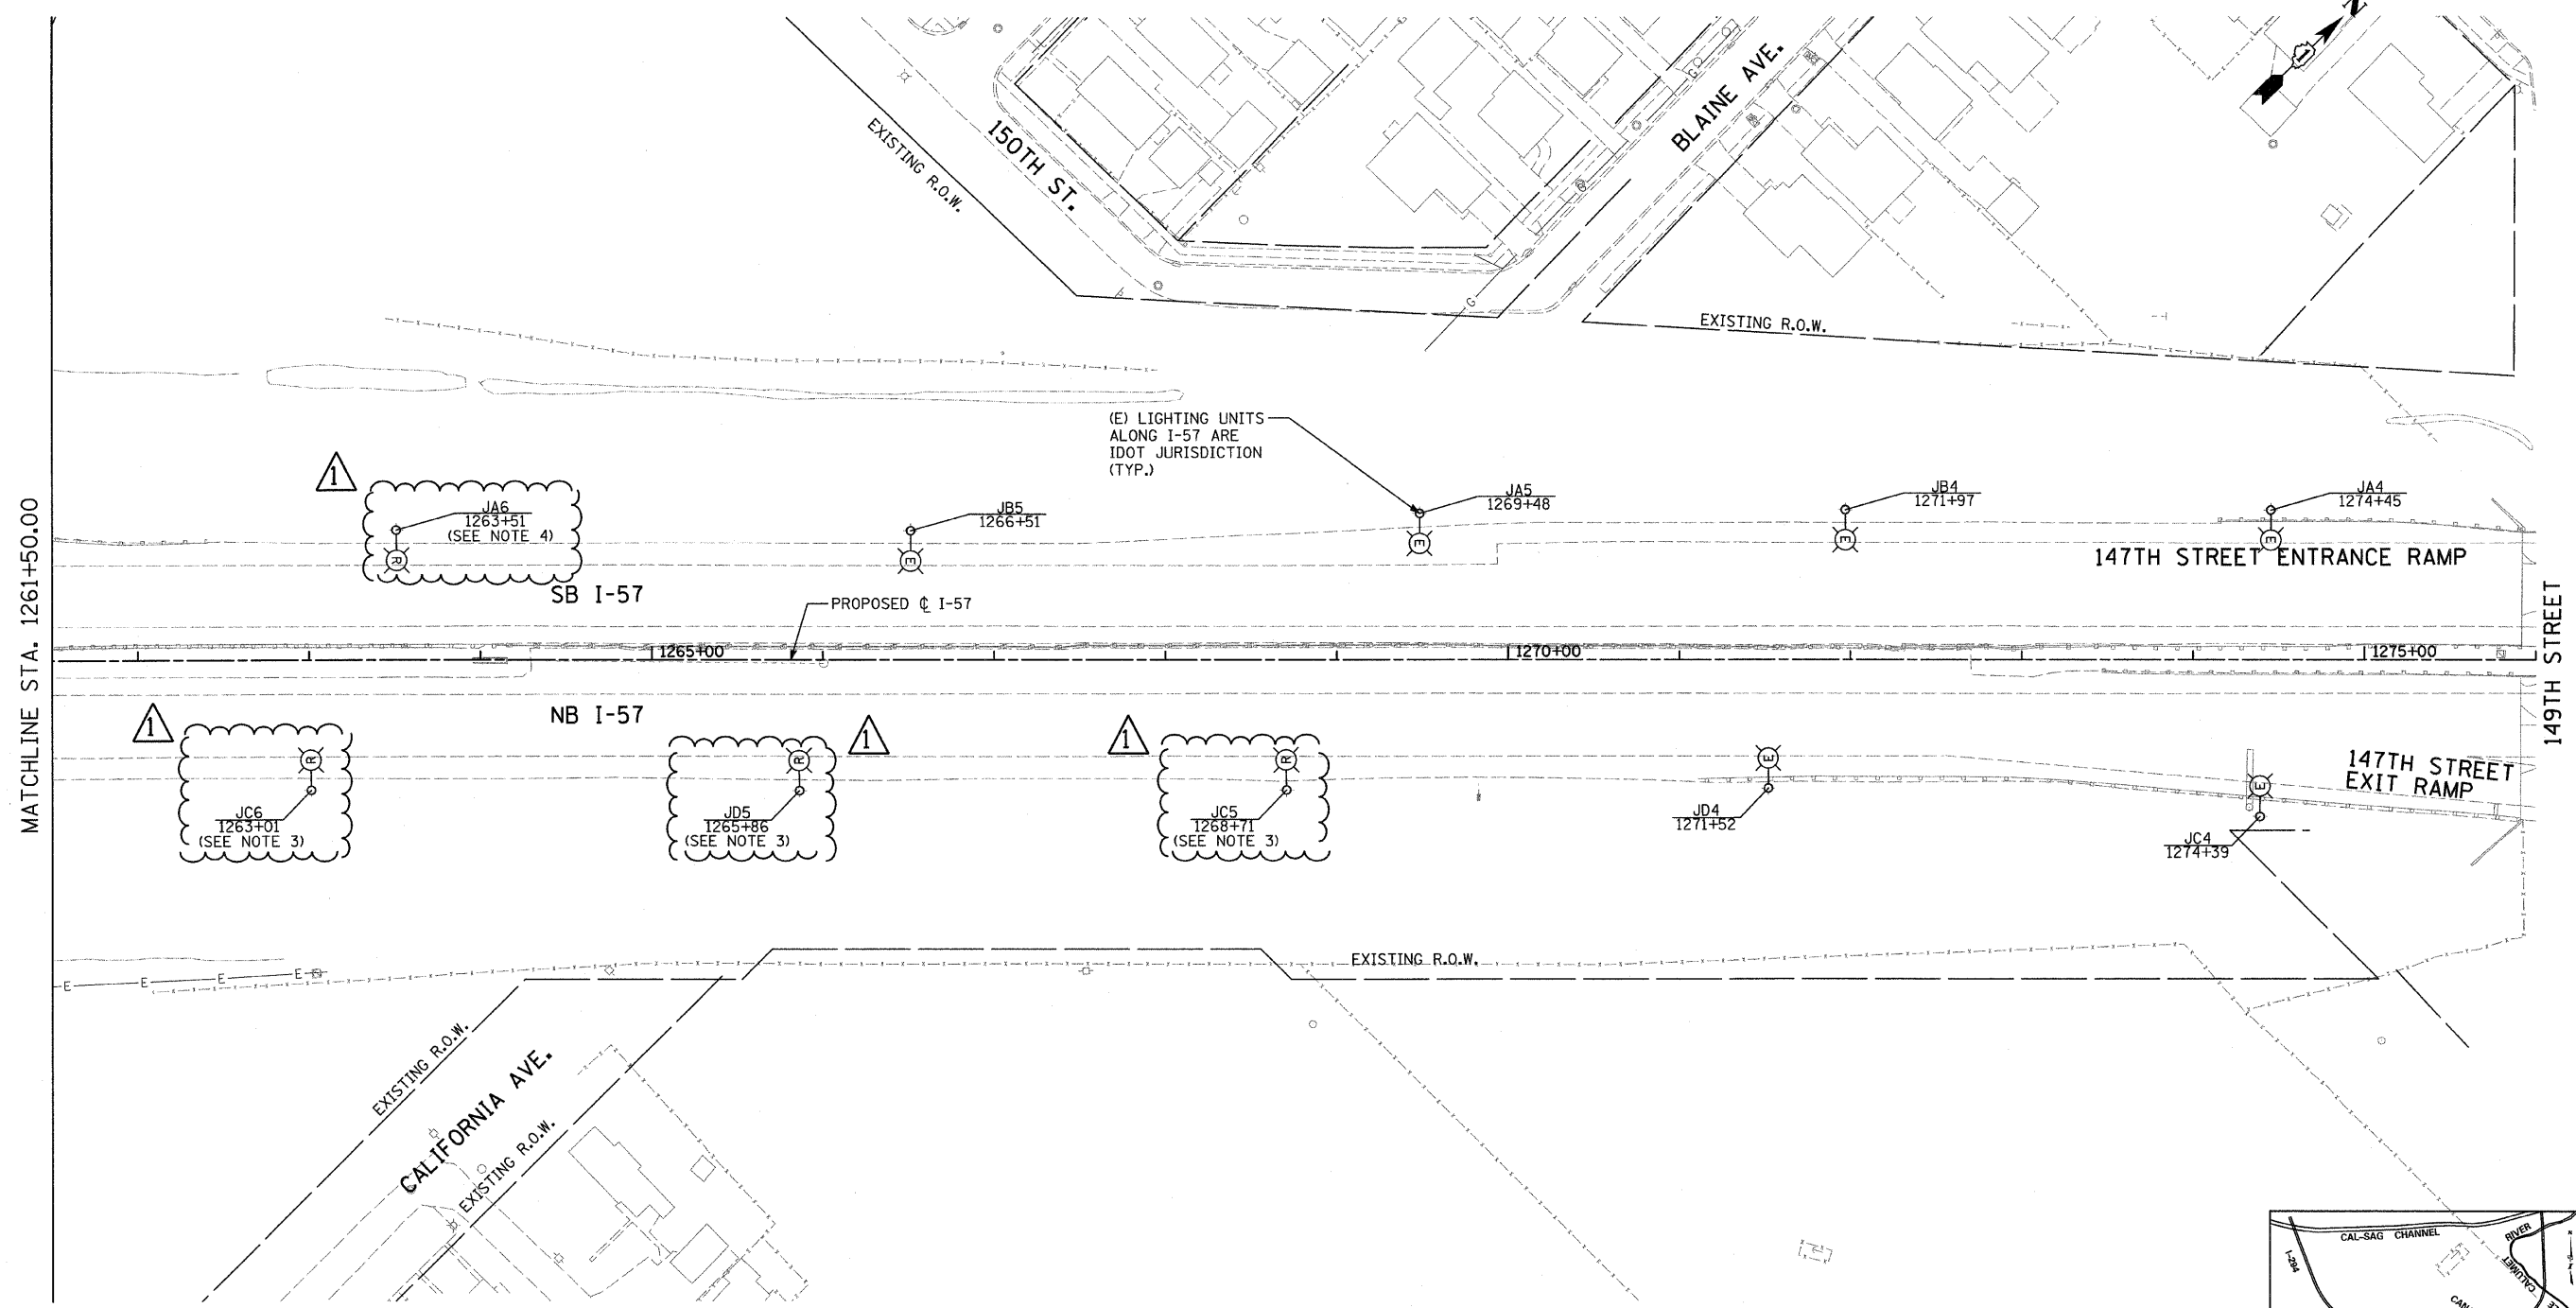 N
1
150TH ST.
BLAINE AVE.
EXISTING R.O.W.
G
G
G
EXISTING R.O.W.
(E) LIGHTING UNITS
ALONG I-57 ARE
IDOT JURISDICTION
(TYP.)
1
JA6
1263+51
(SEE NOTE 4)
R
JB5
1266+51
E
JA5
1269+48
E
JB4
1271+97
E
JA4
1274+45
E
147TH STREET ENTRANCE RAMP
SB I-57
PROPOSED ℄ I-57
MATCHLINE STA. 1261+50.00
149TH STREET
1265+00
1270+00
1275+00
NB I-57
1
R
JC6
1263+01
(SEE NOTE 3)
1
R
JD5
1265+86
(SEE NOTE 3)
1
R
JC5
1268+71
(SEE NOTE 3)
E
JD4
1271+52
E
JC4
1274+39
147TH STREET
EXIT RAMP
E
E
E
E
EXISTING R.O.W.
EXISTING R.O.W.
CALIFORNIA AVE.
EXISTING R.O.W.
CAL-SAG CHANNEL
RIVER
I-294
CALUMET